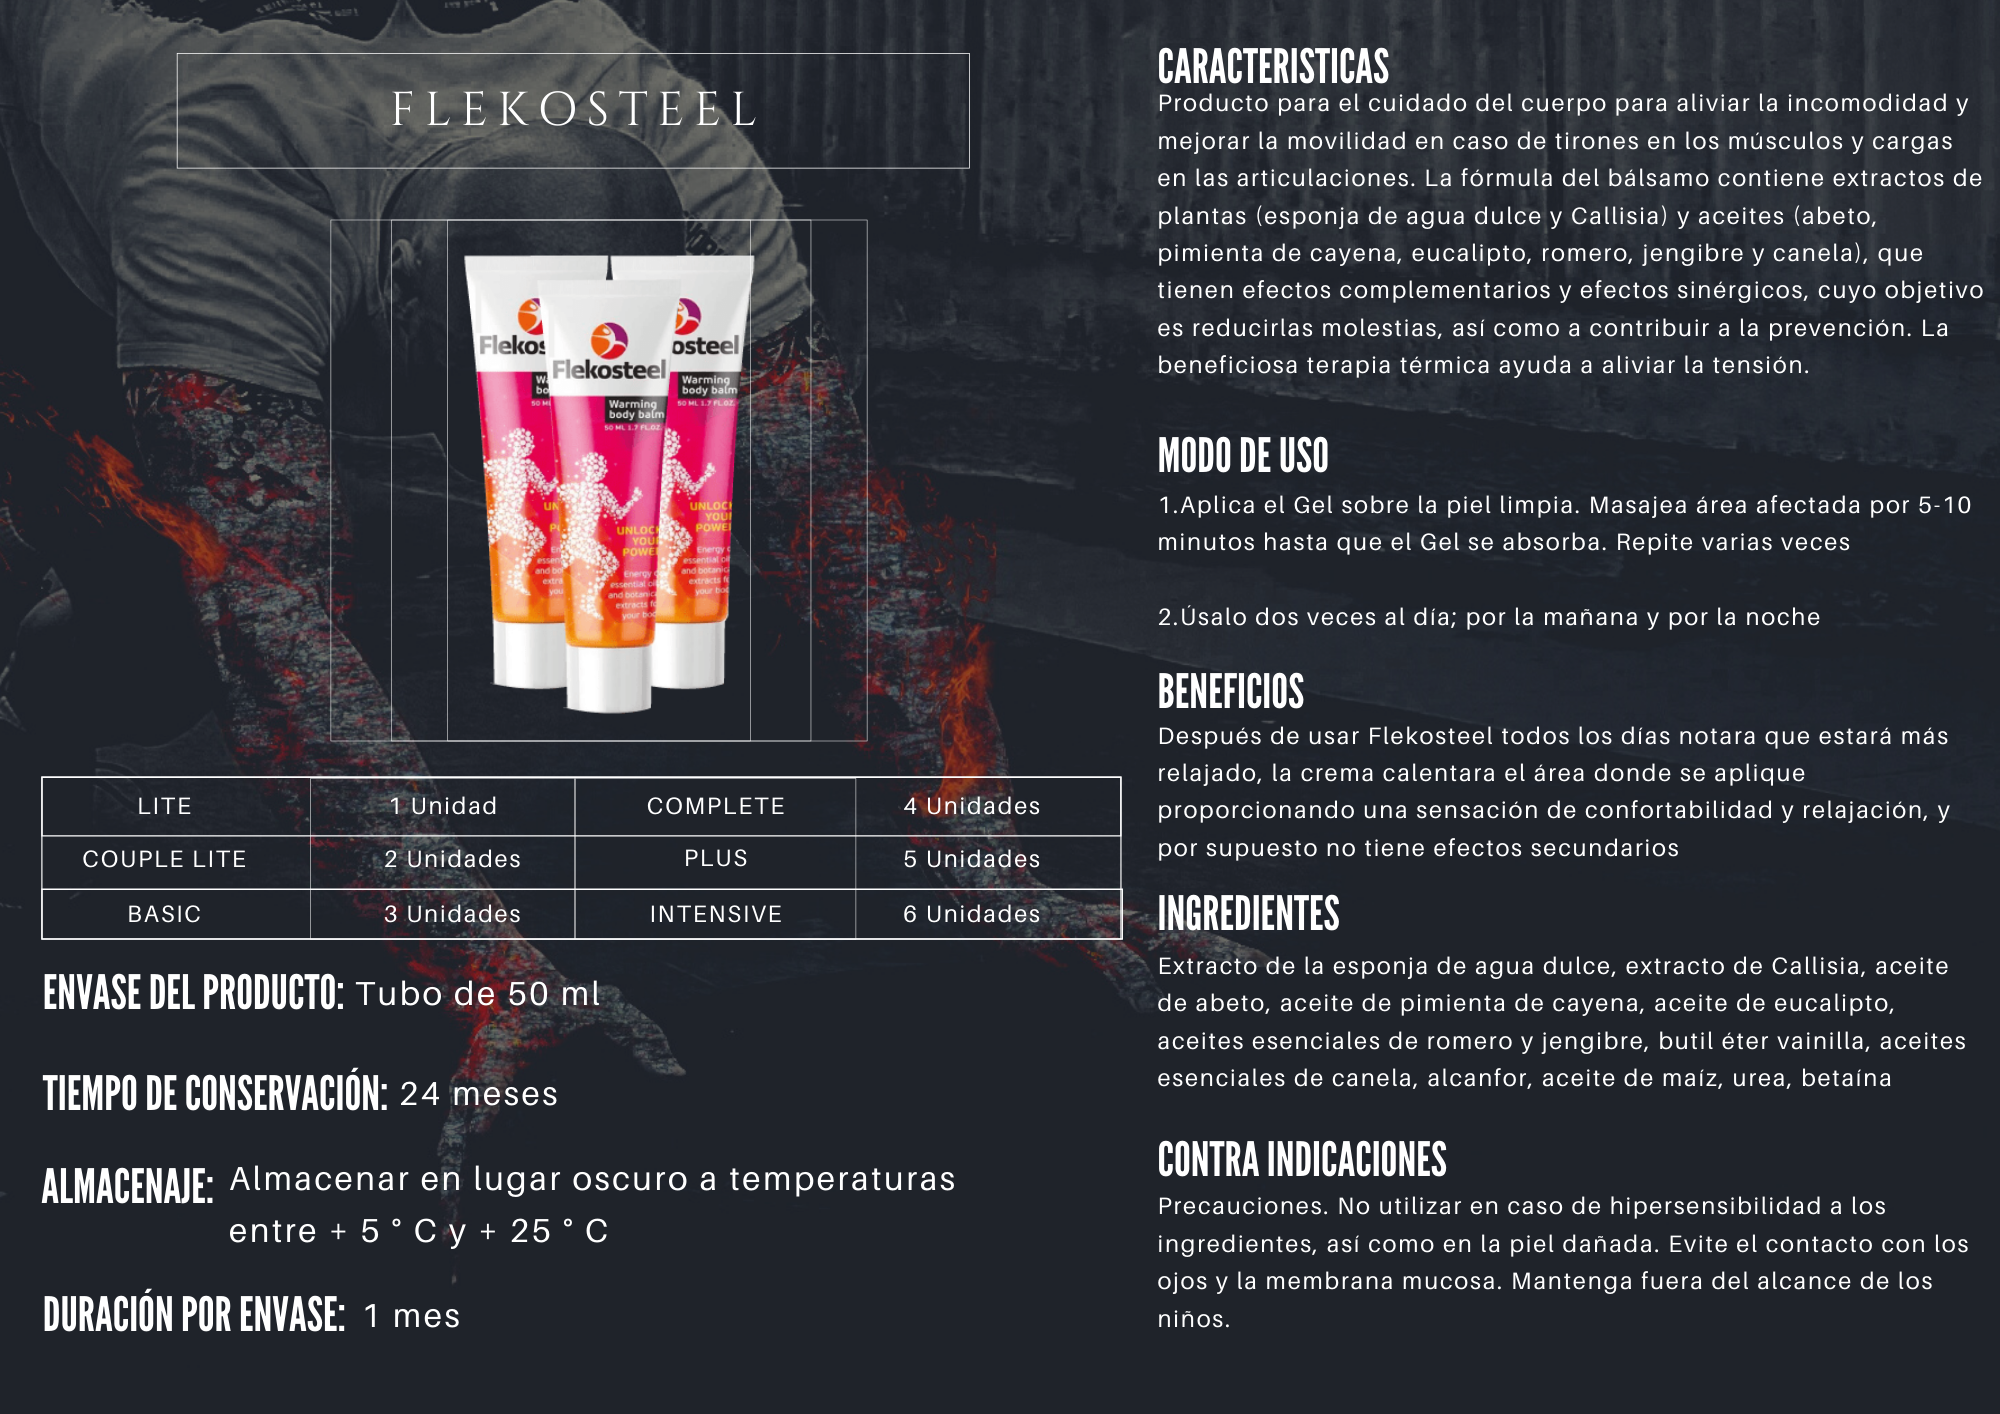 FLEKOSTEEL
Flekos
Flekosteel
osteel
Warming
body balm
50 ML 1.7 FL.OZ.
Warming
body balm
50 ML 1.7 FL.OZ.
UNLOCK
YOUR
POWER
Energy
essential oil
and botanic
extracts
your
LITE 1 Unidad COMPLETE 4 Unidades
COUPLE LITE 2 Unidades PLUS 5 Unidades
BASIC 3 Unidades INTENSIVE 6 Unidades
ENVASE DEL PRODUCTO: Tubo de 50 ml
TIEMPO DE CONSERVACIÓN: 24 meses
ALMACENAJE: Almacenar en lugar oscuro a temperaturas
entre + 5 ° C y + 25 ° C
DURACIÓN POR ENVASE: 1 mes
CARACTERISTICAS
Producto para el cuidado del cuerpo para aliviar la incomodidad y
mejorar la movilidad en caso de tirones en los músculos y cargas
en las articulaciones. La fórmula del bálsamo contiene extractos de
plantas (esponja de agua dulce y Callisia) y aceites (abeto,
pimienta de cayena, eucalipto, romero, jengibre y canela), que
tienen efectos complementarios y efectos sinérgicos, cuyo objetivo
es reducirlas molestias, así como a contribuir a la prevención. La
beneficiosa terapia térmica ayuda a aliviar la tensión.
MODO DE USO
1.Aplica el Gel sobre la piel limpia. Masajea área afectada por 5-10
minutos hasta que el Gel se absorba. Repite varias veces
2.Úsalo dos veces al día; por la mañana y por la noche
BENEFICIOS
Después de usar Flekosteel todos los días notara que estará más
relajado, la crema calentara el área donde se aplique
proporcionando una sensación de confortabilidad y relajación, y
por supuesto no tiene efectos secundarios
INGREDIENTES
Extracto de la esponja de agua dulce, extracto de Callisia, aceite
de abeto, aceite de pimienta de cayena, aceite de eucalipto,
aceites esenciales de romero y jengibre, butil éter vainilla, aceites
esenciales de canela, alcanfor, aceite de maíz, urea, betaína
CONTRA INDICACIONES
Precauciones. No utilizar en caso de hipersensibilidad a los
ingredientes, así como en la piel dañada. Evite el contacto con los
ojos y la membrana mucosa. Mantenga fuera del alcance de los
niños.